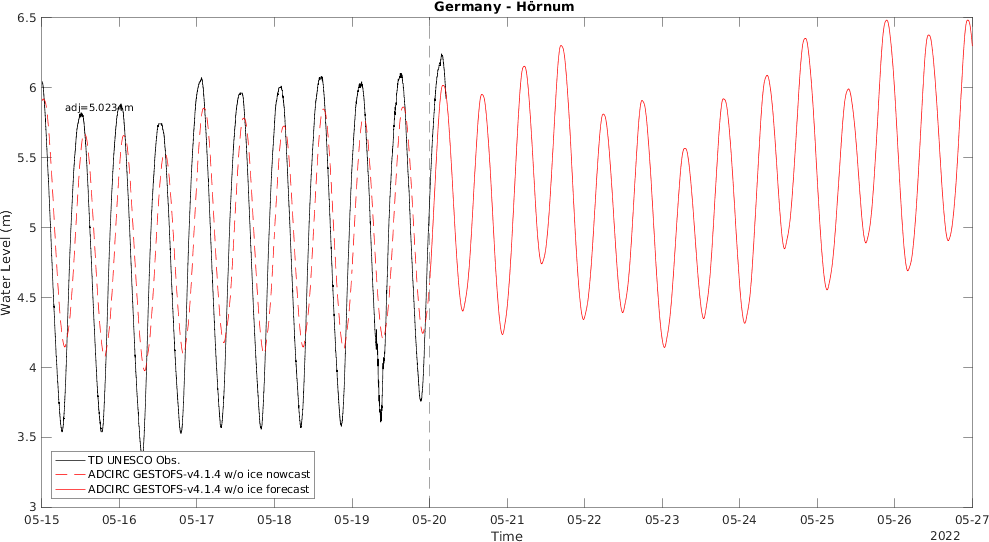 Germany - Hörnum
6.5
6
5.5
5
4.5
4
3.5
3
Water Level (m)
adj=5.0234m
TD UNESCO Obs.
ADCIRC GESTOFS-v4.1.4 w/o ice nowcast
ADCIRC GESTOFS-v4.1.4 w/o ice forecast
05-15 05-16 05-17 05-18 05-19 05-20 05-21 05-22 05-23 05-24 05-25 05-26 05-27
Time
2022